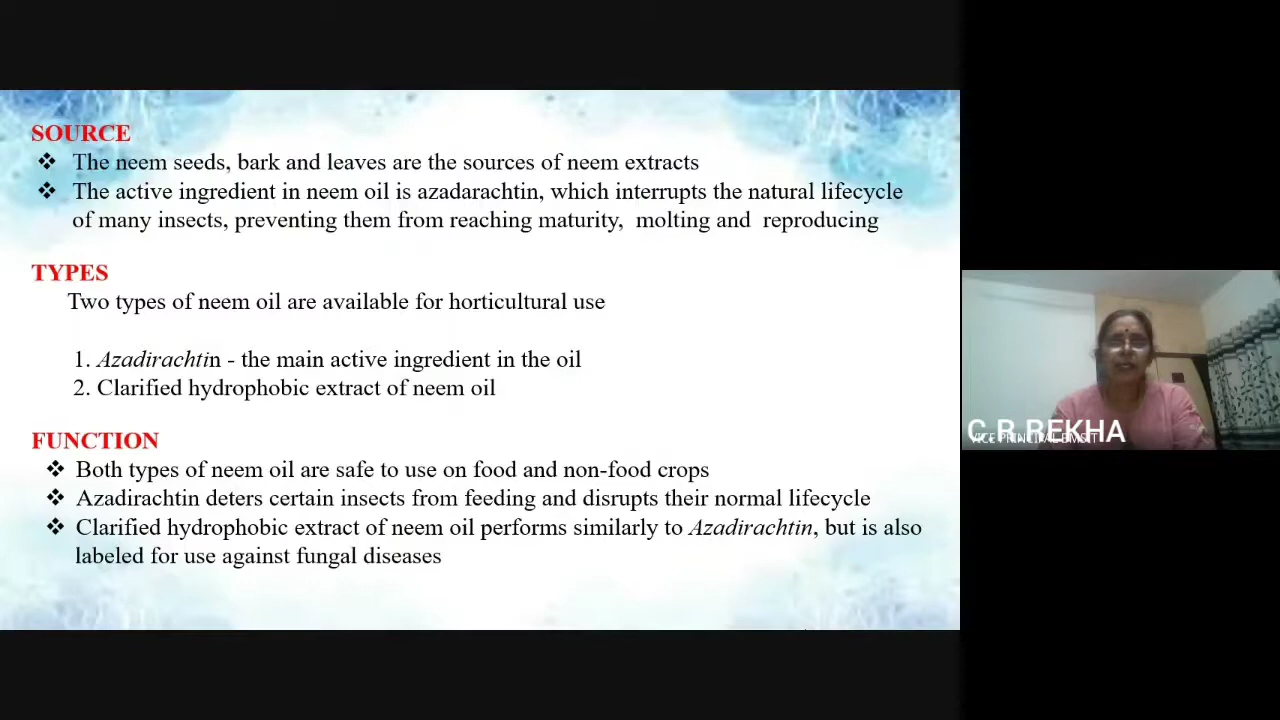 SOURCE
❖ The neem seeds, bark and leaves are the sources of neem extracts
❖ The active ingredient in neem oil is azadarachtin, which interrupts the natural lifecycle
of many insects, preventing them from reaching maturity, molting and reproducing
TYPES
Two types of neem oil are available for horticultural use
1. Azadirachtin - the main active ingredient in the oil
2. Clarified hydrophobic extract of neem oil
FUNCTION
❖ Both types of neem oil are safe to use on food and non-food crops
❖ Azadirachtin deters certain insects from feeding and disrupts their normal lifecycle
❖ Clarified hydrophobic extract of neem oil performs similarly to Azadirachtin, but is also
labeled for use against fungal diseases
C R REKHA
VICE PRINCIPAL BMSIT